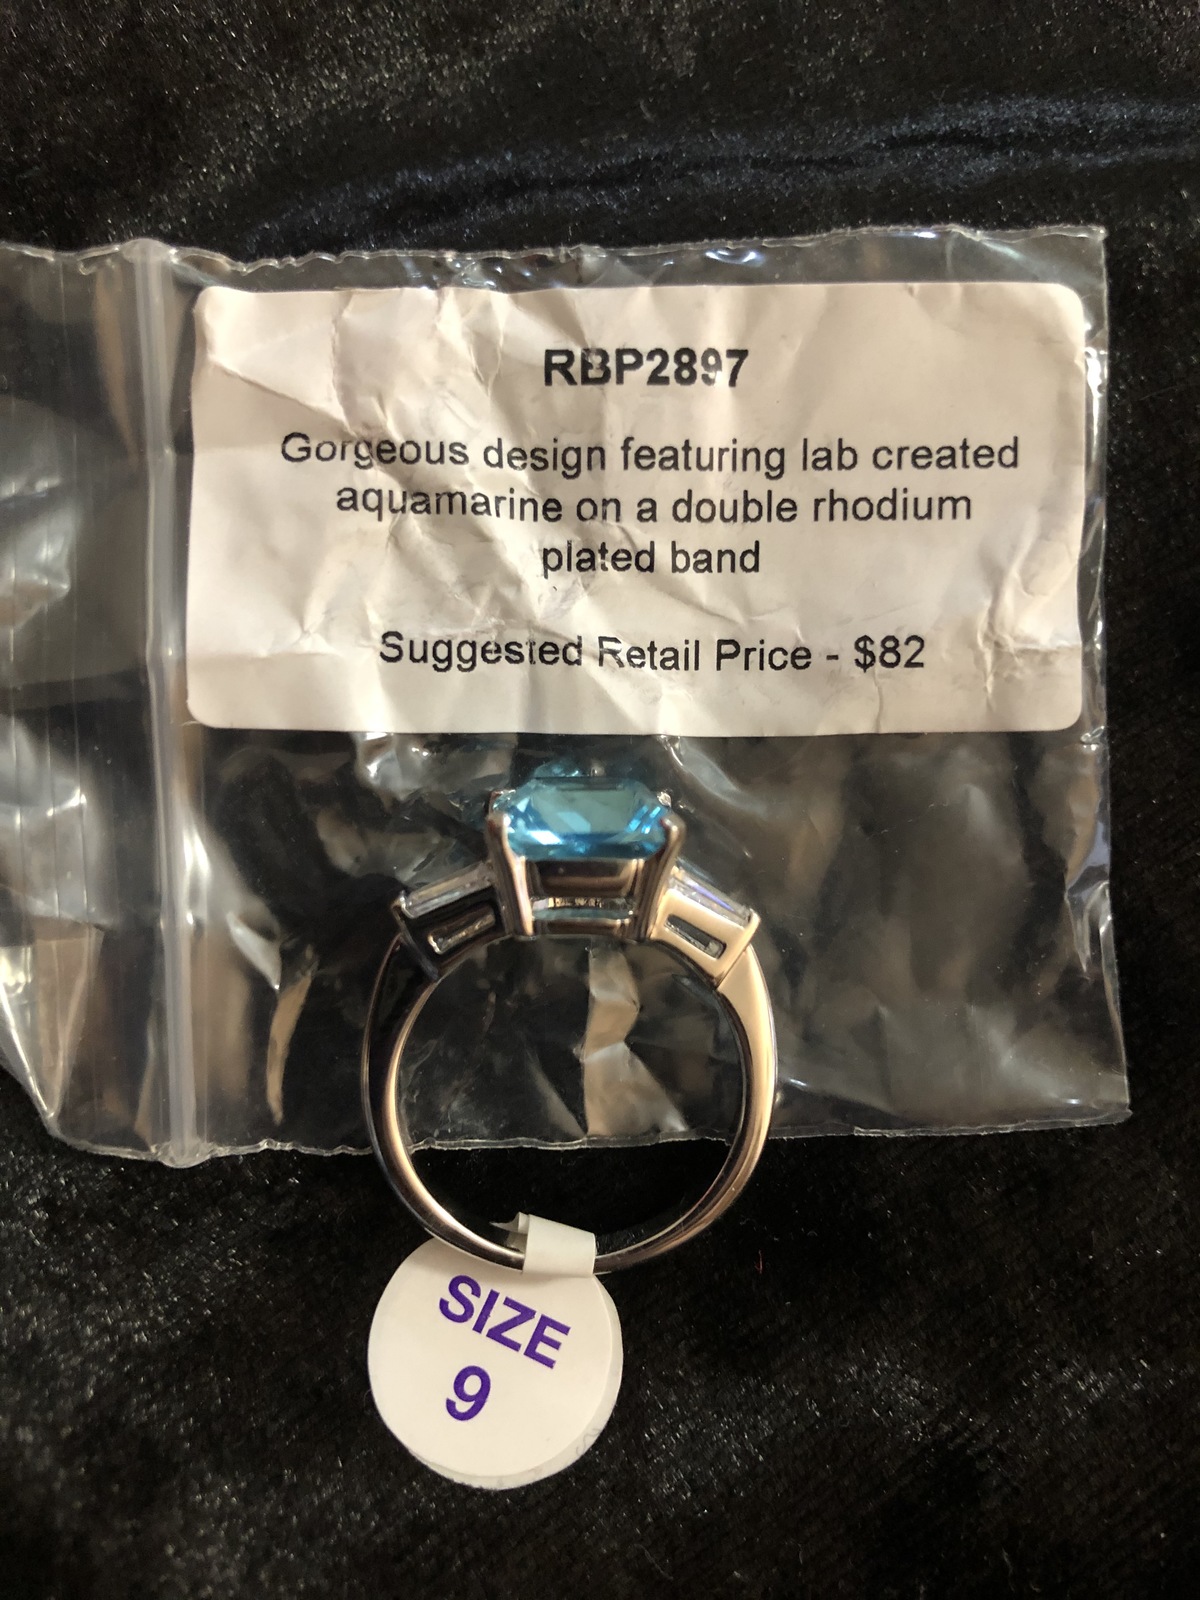 RBP2897
Gorgeous design featuring lab created
aquamarine on a double rhodium
plated band
Suggested Retail Price - $82
SIZE
9